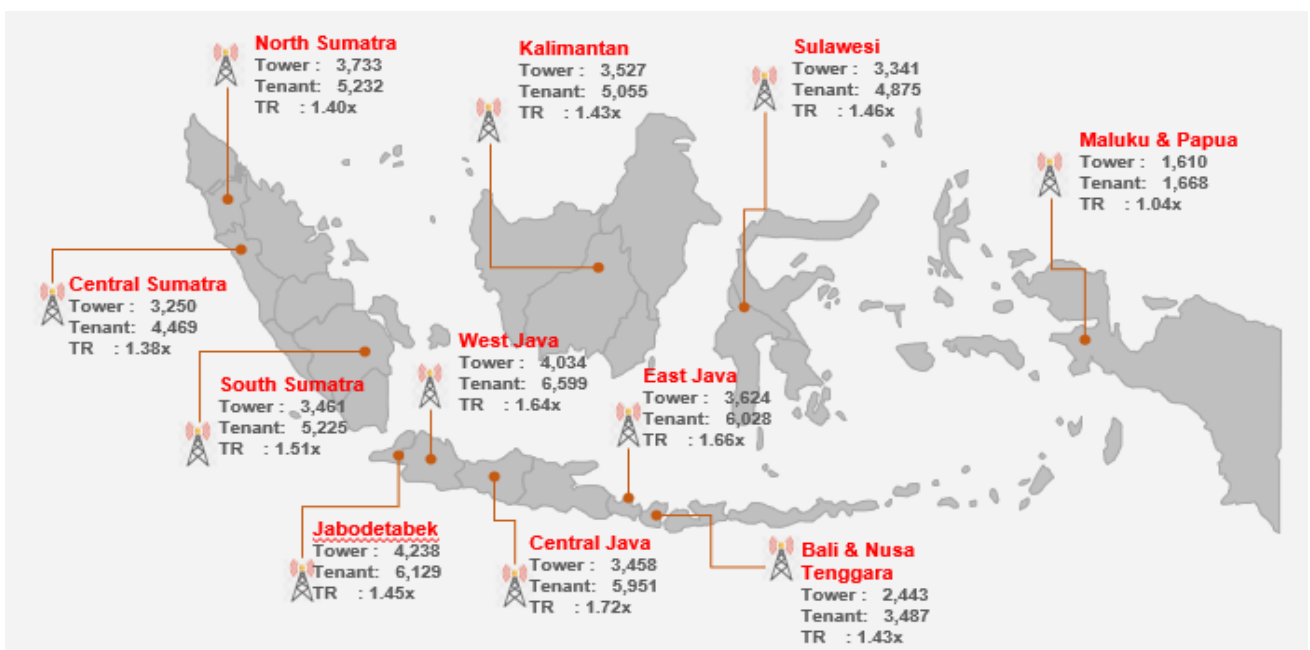 North Sumatra
Tower : 3,733
Tenant: 5,232
TR : 1.40x
Kalimantan
Tower : 3,527
Tenant: 5,055
TR : 1.43x
Sulawesi
Tower : 3,341
Tenant: 4,875
TR : 1.46x
Maluku & Papua
Tower : 1,610
Tenant: 1,668
TR : 1.04x
Central Sumatra
Tower : 3,250
Tenant: 4,469
TR : 1.38x
South Sumatra
Tower : 3,461
Tenant: 5,225
TR : 1.51x
West Java
Tower : 4,034
Tenant: 6,599
TR : 1.64x
East Java
Tower : 3,624
Tenant: 6,028
TR : 1.66x
Jabodetabek
Tower : 4,238
Tenant: 6,129
TR : 1.45x
Central Java
Tower : 3,458
Tenant: 5,951
TR : 1.72x
Bali & Nusa
Tenggara
Tower : 2,443
Tenant: 3,487
TR : 1.43x